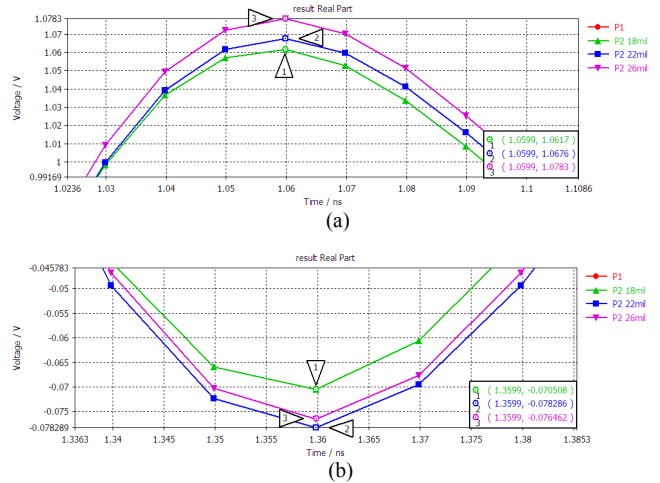 result Real Part
1.0783
1.07
1.06
1.05
1.04
1.03
1.02
1.01
1
0.99169
Voltage / V
3
2
1
P1
P2 18mil
P2 22mil
P2 26mil
1 ( 1.0599, 1.0617)
2 ( 1.0599, 1.0676)
3 ( 1.0599, 1.0783)
1.0236 1.03 1.04 1.05 1.06 1.07 1.08 1.09 1.1 1.1086
Time / ns
(a)
result Real Part
-0.045783
-0.05
-0.055
-0.06
-0.065
-0.07
-0.075
-0.078289
Voltage / V
1
3
2
P1
P2 18mil
P2 22mil
P2 26mil
1 ( 1.3599, -0.070508)
2 ( 1.3599, -0.078286)
3 ( 1.3599, -0.076462)
1.3363 1.34 1.345 1.35 1.355 1.36 1.365 1.37 1.375 1.38 1.3853
Time / ns
(b)